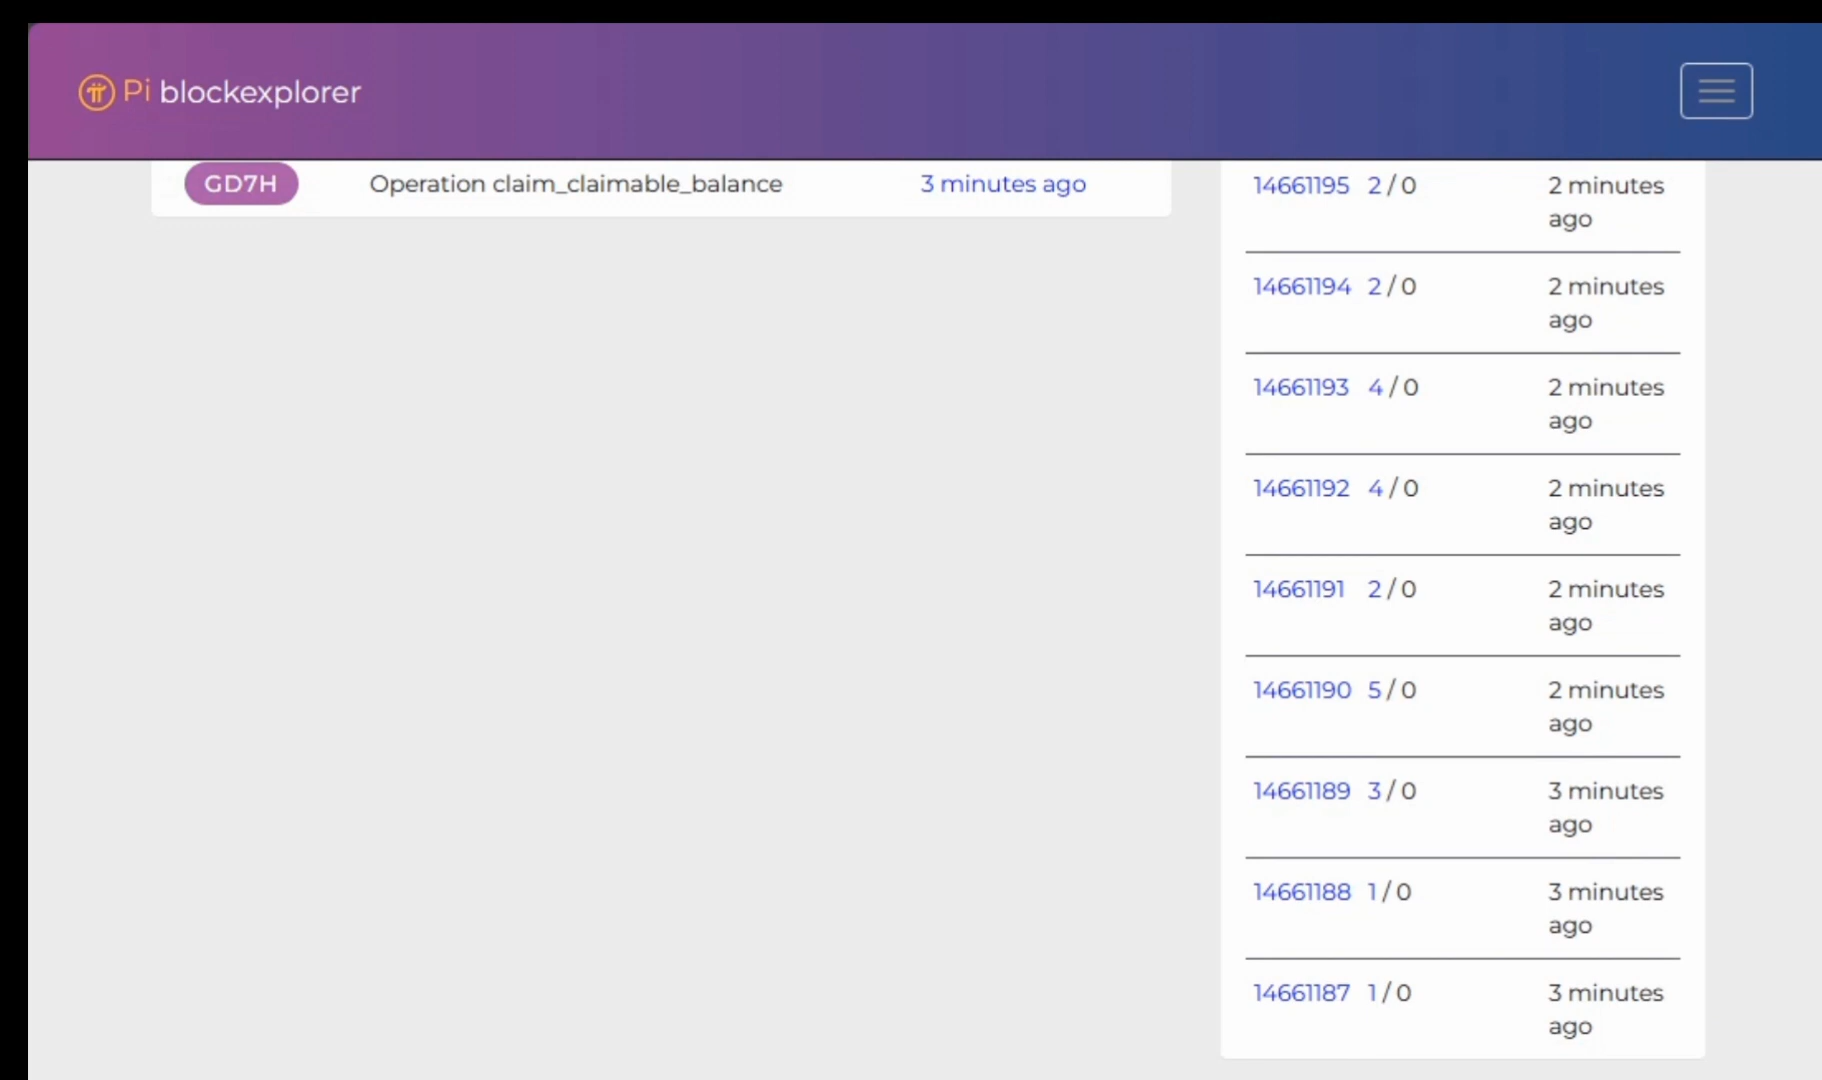 Pi blockexplorer
GD7H Operation claim_claimable_balance 3 minutes ago
14661195 2 / 0 2 minutes
ago
14661194 2 / 0 2 minutes
ago
14661193 4 / 0 2 minutes
ago
14661192 4 / 0 2 minutes
ago
14661191 2 / 0 2 minutes
ago
14661190 5 / 0 2 minutes
ago
14661189 3 / 0 3 minutes
ago
14661188 1 / 0 3 minutes
ago
14661187 1 / 0 3 minutes
ago